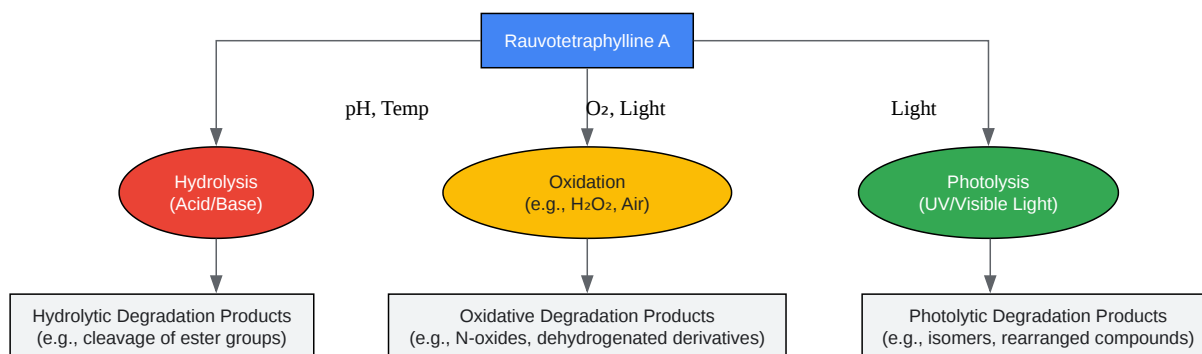 Rauvotetraphylline A
pH, Temp
O₂, Light
Light
Hydrolysis
(Acid/Base)
Oxidation
(e.g., H₂O₂, Air)
Photolysis
(UV/Visible Light)
Hydrolytic Degradation Products
(e.g., cleavage of ester groups)
Oxidative Degradation Products
(e.g., N-oxides, dehydrogenated derivatives)
Photolytic Degradation Products
(e.g., isomers, rearranged compounds)